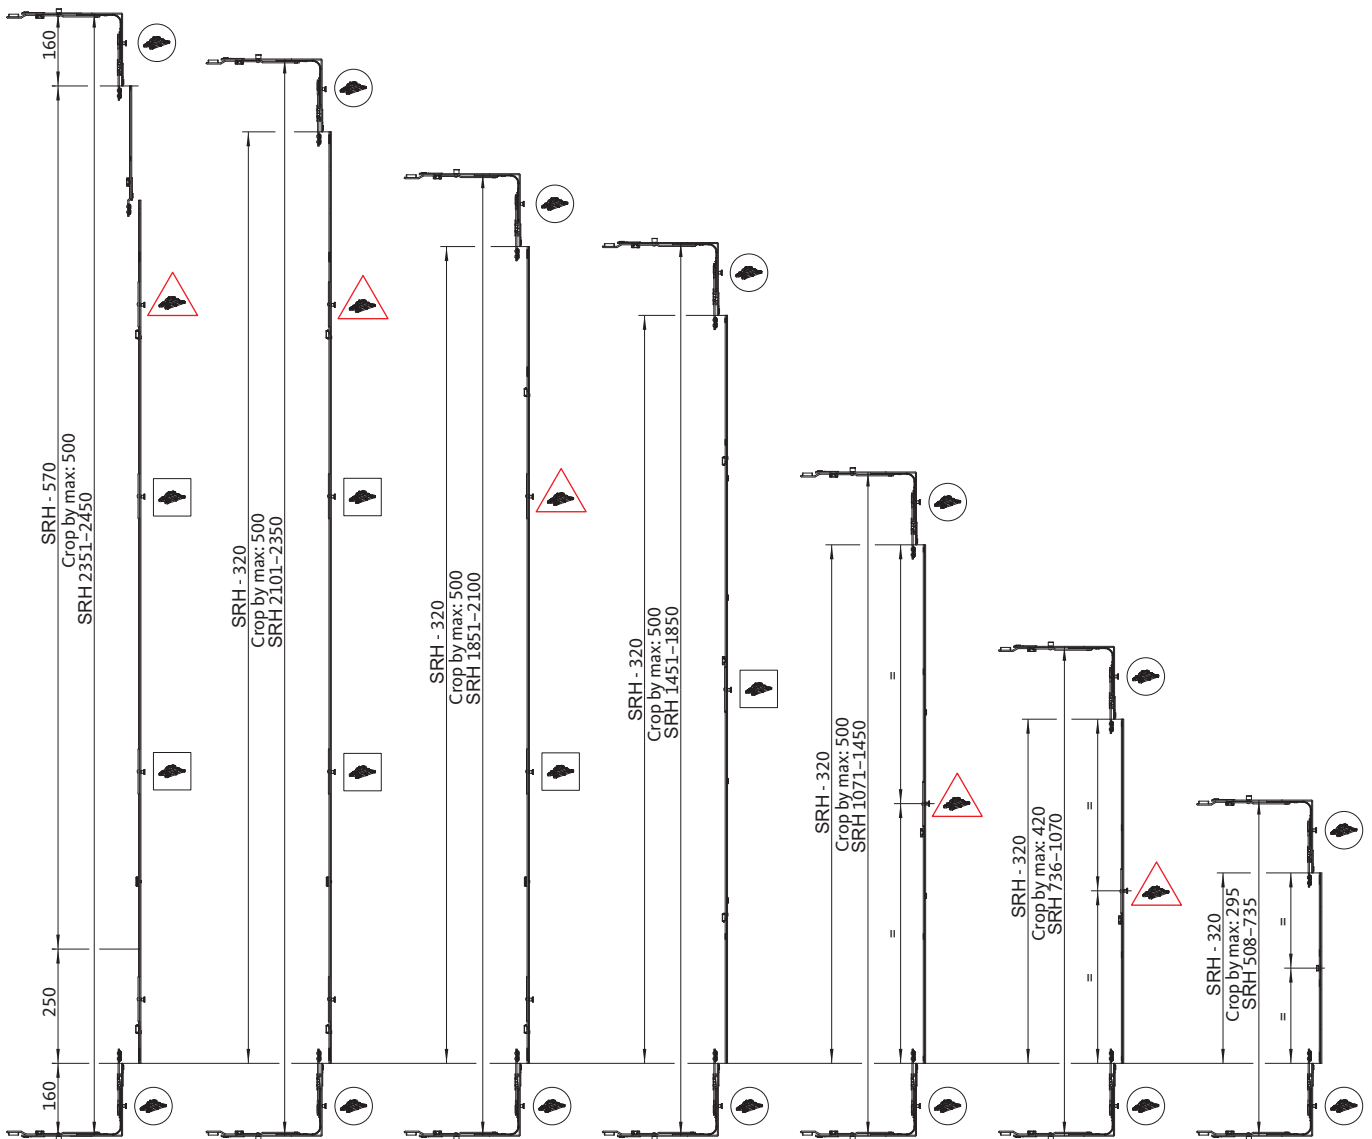 160
SRH - 570
Crop by max: 500
SRH 2351–2450
250
160
SRH - 320
Crop by max: 500
SRH 2101–2350
SRH - 320
Crop by max: 500
SRH 1851–2100
SRH - 320
Crop by max: 500
SRH 1451–1850
SRH - 320
Crop by max: 500
SRH 1071–1450
=
=
SRH - 320
Crop by max: 420
SRH 736–1070
=
=
SRH - 320
Crop by max: 295
SRH 508–735
=
=